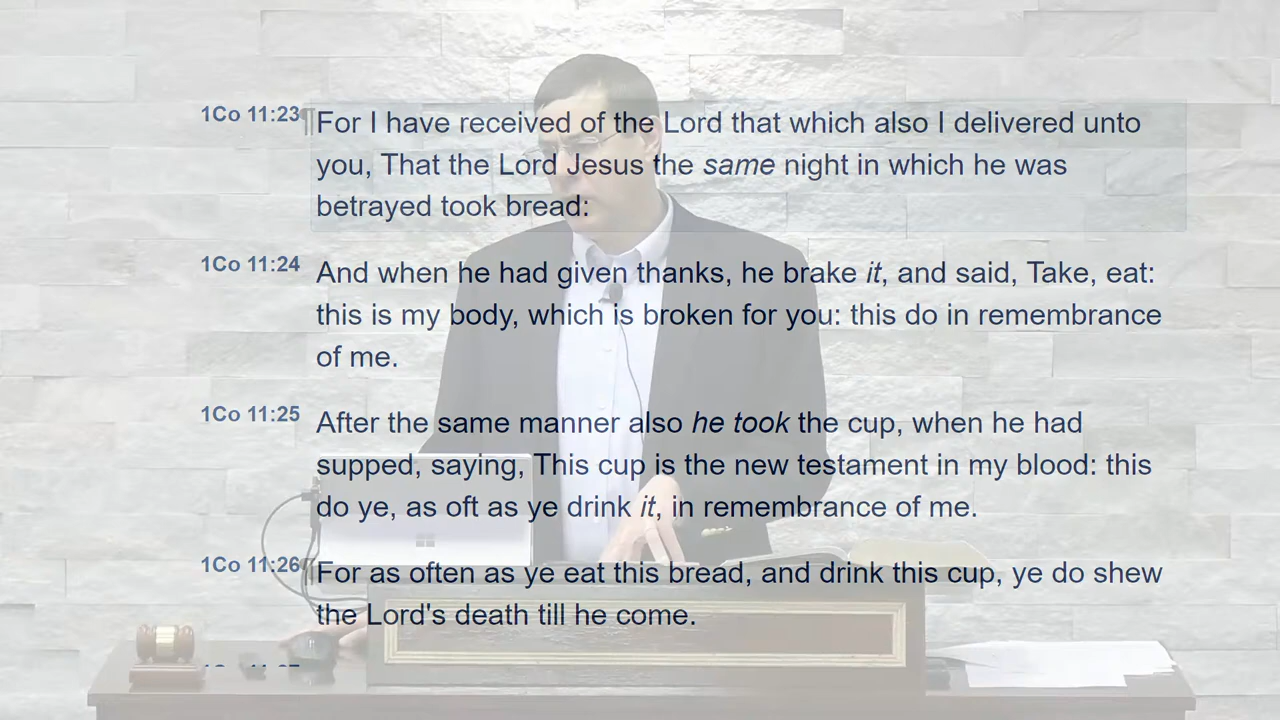 1Co 11:23 ¶For I have received of the Lord that which also I delivered unto
you, That the Lord Jesus the same night in which he was
betrayed took bread:
1Co 11:24 And when he had given thanks, he brake it, and said, Take, eat:
this is my body, which is broken for you: this do in remembrance
of me.
1Co 11:25 After the same manner also he took the cup, when he had
supped, saying, This cup is the new testament in my blood: this
do ye, as oft as ye drink it, in remembrance of me.
1Co 11:26 ¶For as often as ye eat this bread, and drink this cup, ye do shew
the Lord's death till he come.